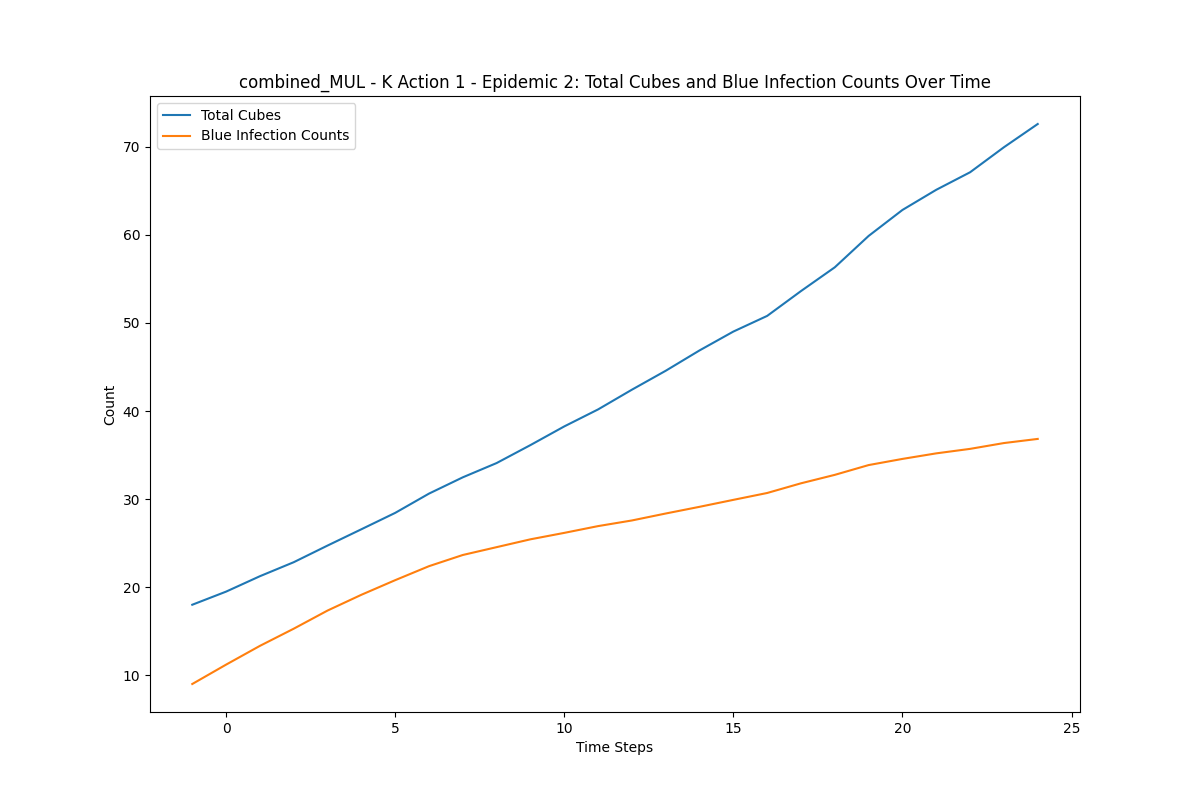 combined_MUL - K Action 1 - Epidemic 2: Total Cubes and Blue Infection Counts Over Time
Total Cubes
Blue Infection Counts
70
60
50
40
30
20
10
Count
0
5
10
15
20
25
Time Steps